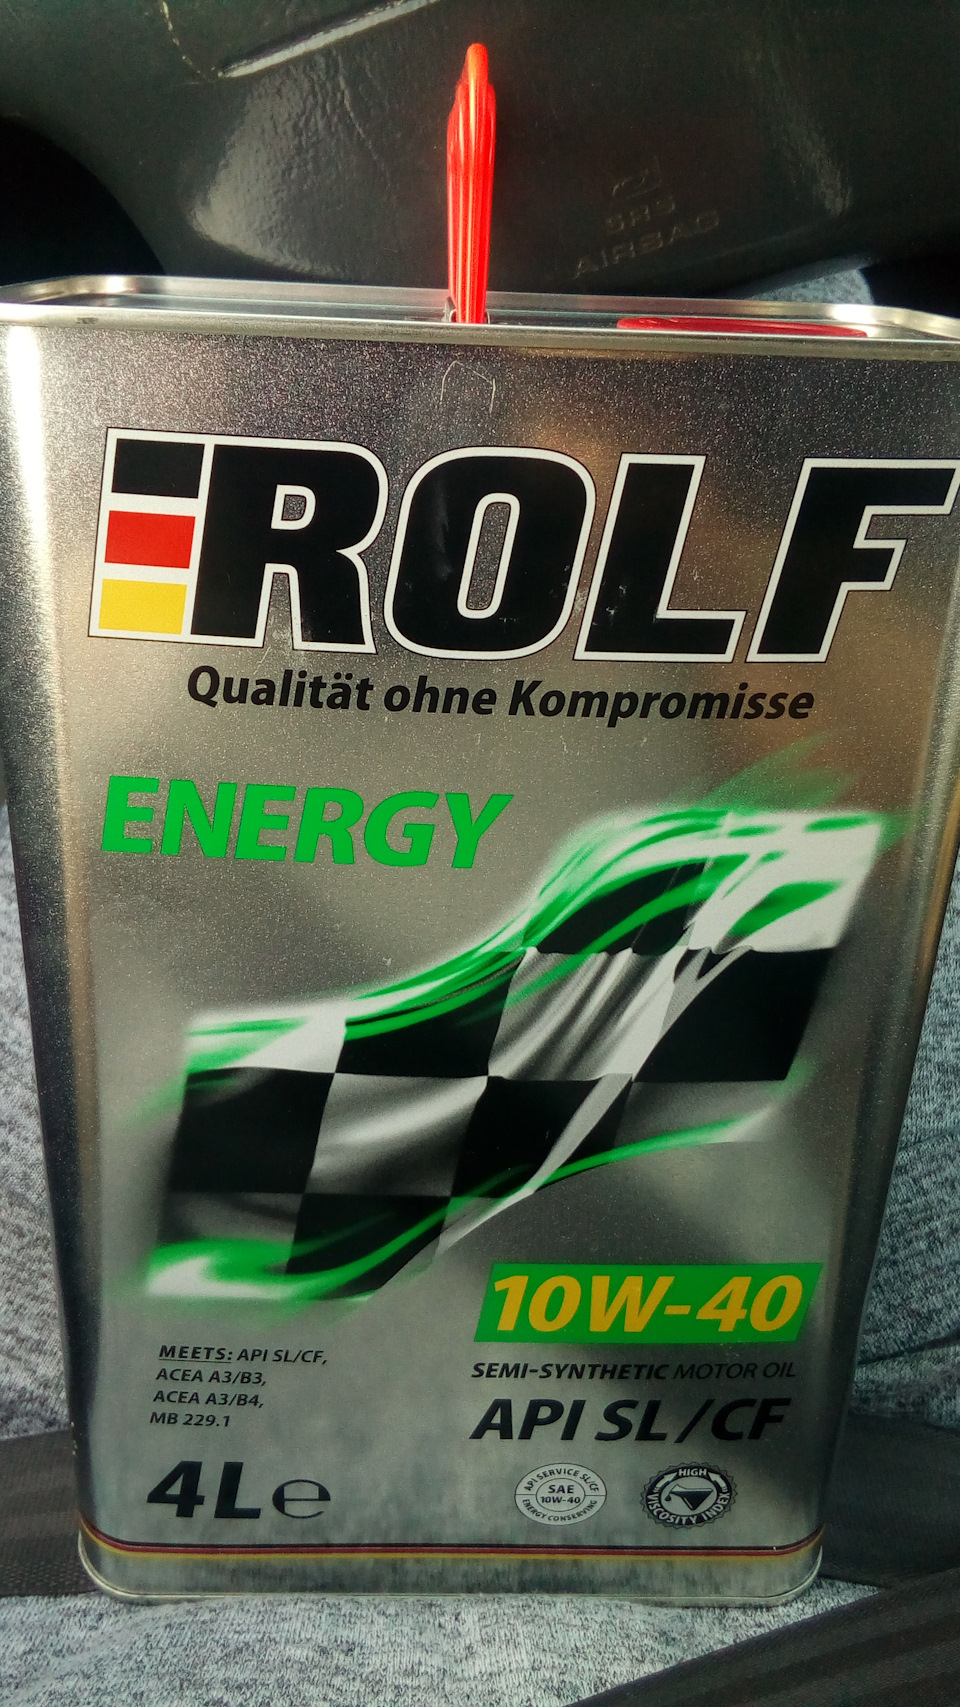 SRS
AIRBAG
ROLF
Qualität ohne Kompromisse
ENERGY
10W-40
SEMI-SYNTHETIC MOTOR OIL
API SL/CF
MEETS: API SL/CF,
ACEA A3/B3,
ACEA A3/B4,
MB 229.1
4L e
API SERVICE SL/CF
SAE
10W-40
ENERGY CONSERVING
HIGH
VISCOSITY INDEX